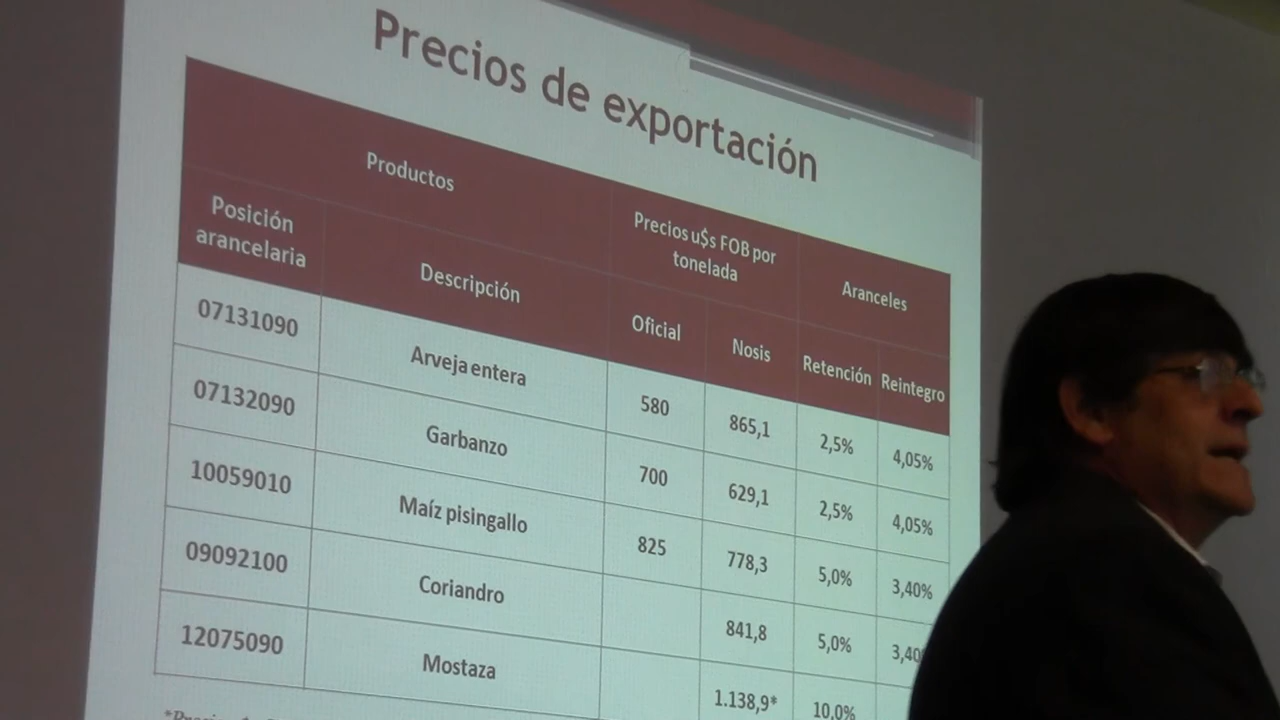 Precios de exportación
Productos
Precios u$s FOB por
tonelada
Aranceles
Posición
arancelaria
Descripción
Oficial
Nosis
Retención
Reintegro
07131090
Arveja entera
580
865,1
2,5%
4,05%
07132090
Garbanzo
700
629,1
2,5%
4,05%
10059010
Maíz pisingallo
825
778,3
5,0%
3,40%
09092100
Coriandro
841,8
5,0%
3,40
12075090
Mostaza
1.138,9*
10,0%